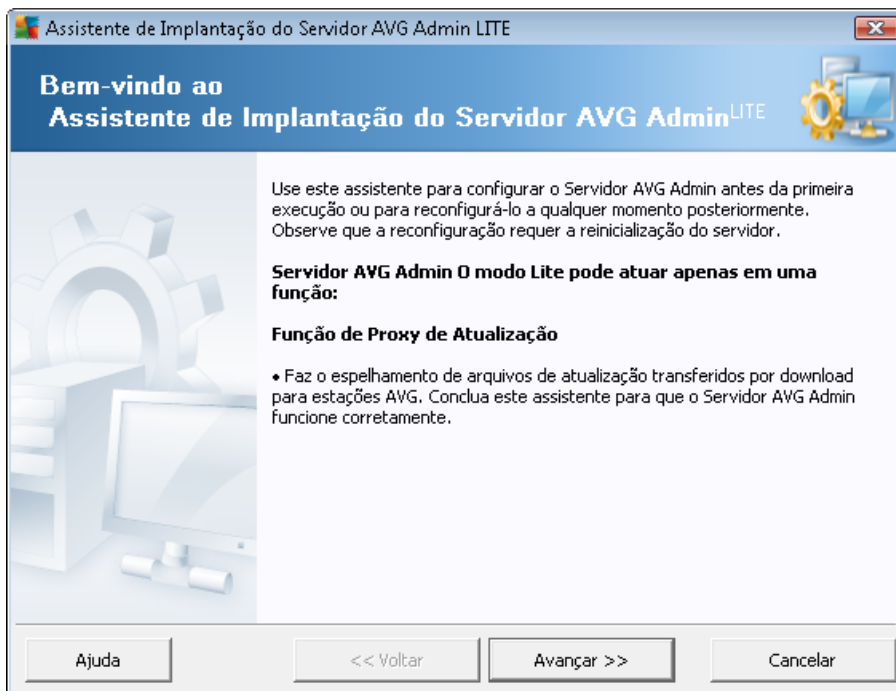 Assistente de Implantação do Servidor AVG Admin LITE
Bem-vindo ao
Assistente de Implantação do Servidor AVG Admin LITE
Use este assistente para configurar o Servidor AVG Admin antes da primeira
execução ou para reconfigurá-lo a qualquer momento posteriormente.
Observe que a reconfiguração requer a reinicialização do servidor.
Servidor AVG Admin O modo Lite pode atuar apenas em uma
função:
Função de Proxy de Atualização
• Faz o espelhamento de arquivos de atualização transferidos por download
para estações AVG. Conclua este assistente para que o Servidor AVG Admin
funcione corretamente.
Ajuda
<< Voltar
Avançar >>
Cancelar